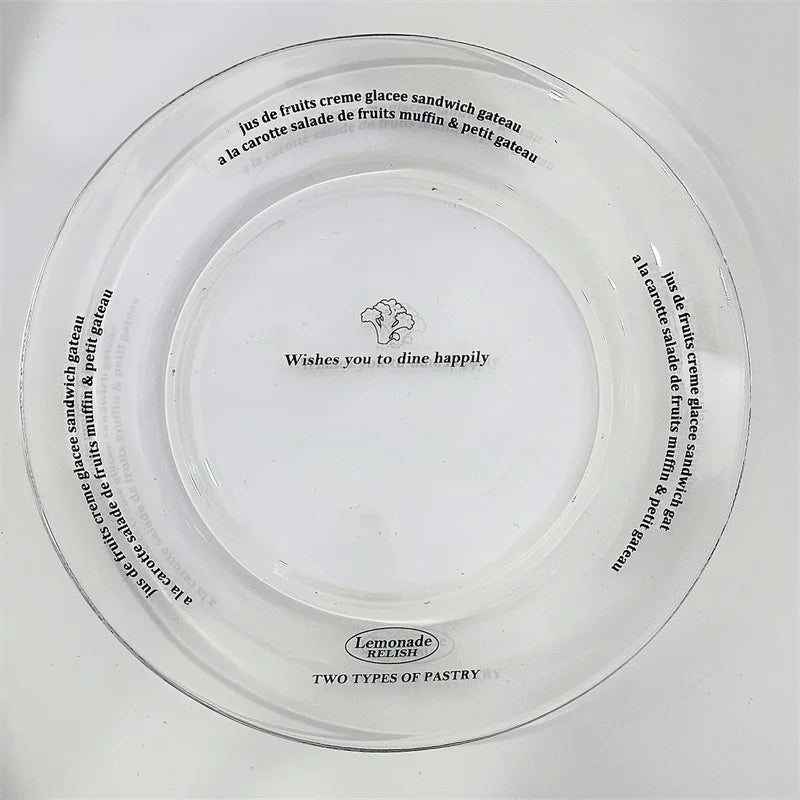 jus de fruits creme glacee sandwich gateau
a la carotte salade de fruits muffin & petit gateau
jus de fruits creme glacee sandwich gateau
a la carotte salade de fruits muffin & petit gateau
Wishes you to dine happily
jus de fruits creme glacee sandwich gat
a la carotte salade de fruits muffin & petit gateau
Lemonade
RELISH
TWO TYPES OF PASTRY